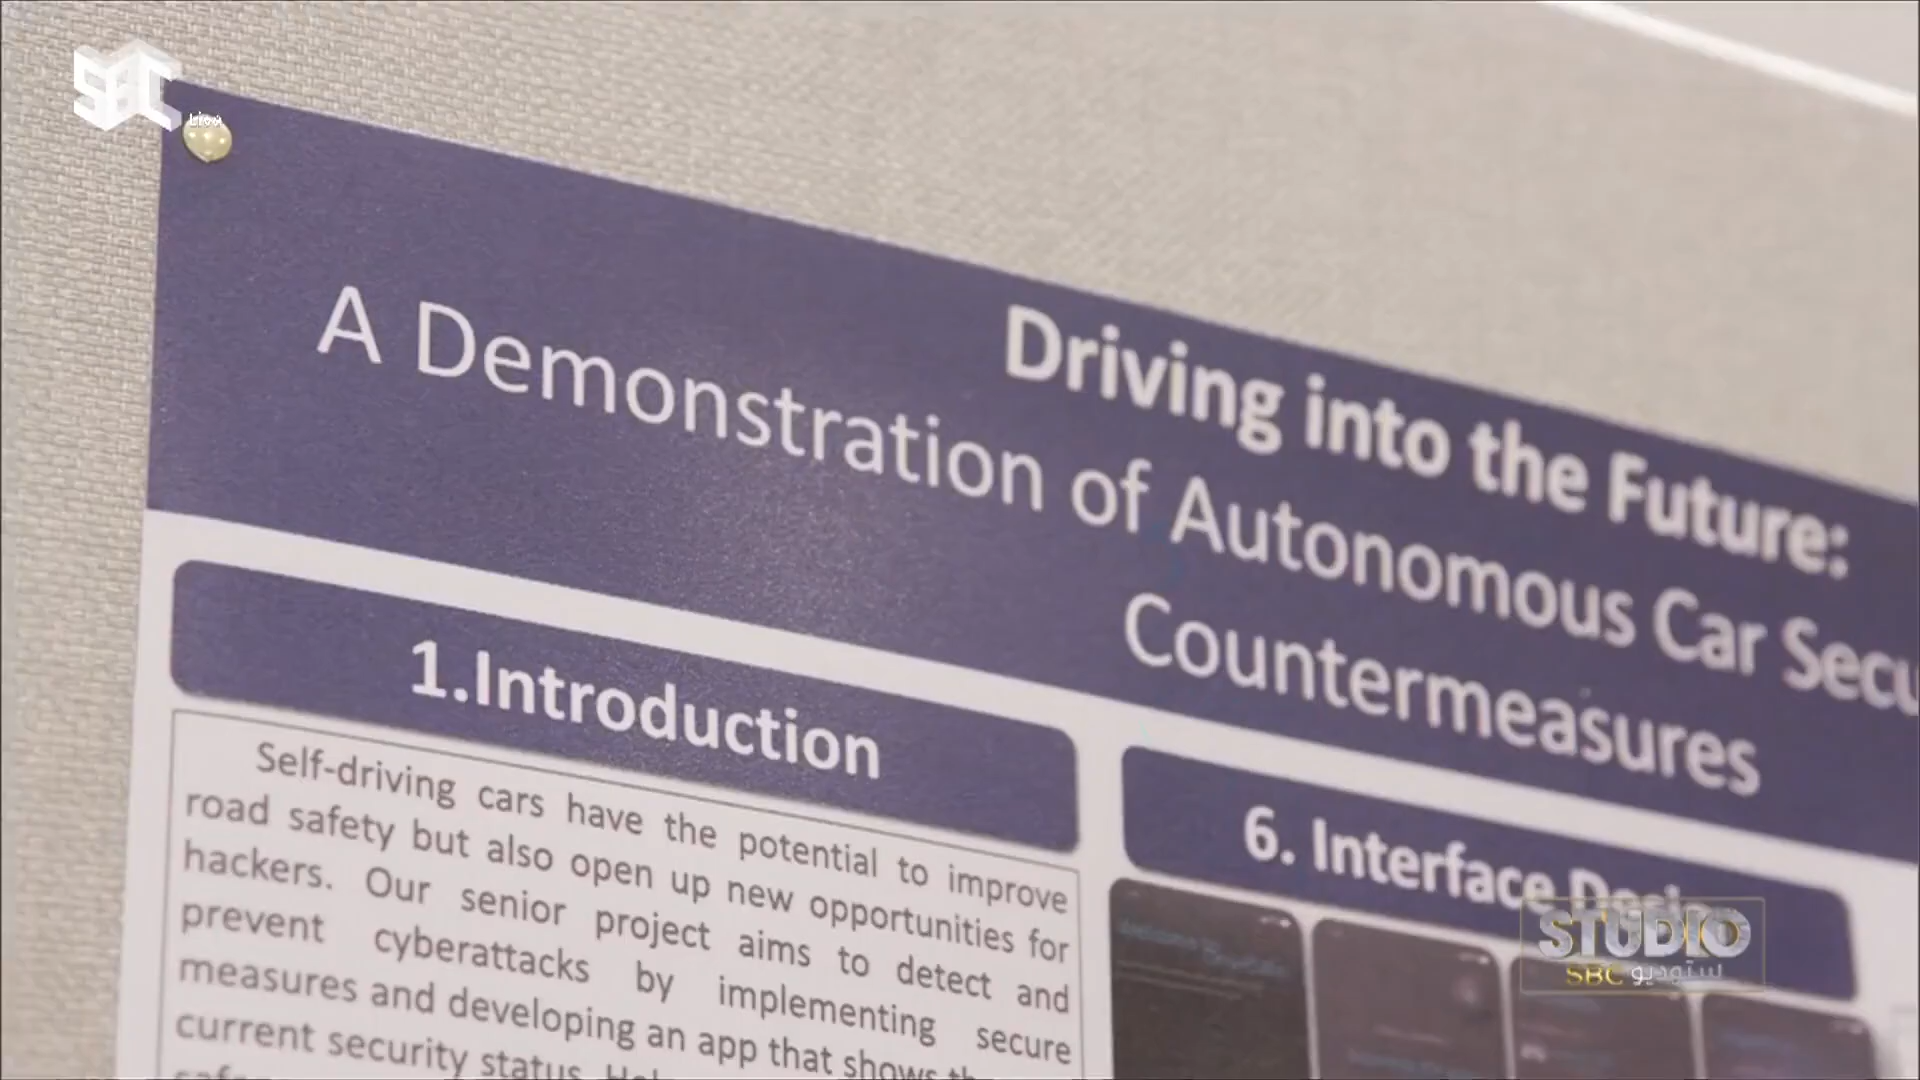 SBC
Live
Driving into the Future:
A Demonstration of Autonomous Car Secu
Countermeasures
1.Introduction
Self-driving cars have the potential to improve
road safety but also open up new opportunities for
hackers. Our senior project aims to detect and
prevent cyberattacks by implementing secure
measures and developing an app that shows
current security status.
6. Interface Design
STUDIO
SBC ستوديو